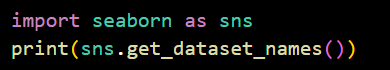 import seaborn as sns
print(sns.get_dataset_names())